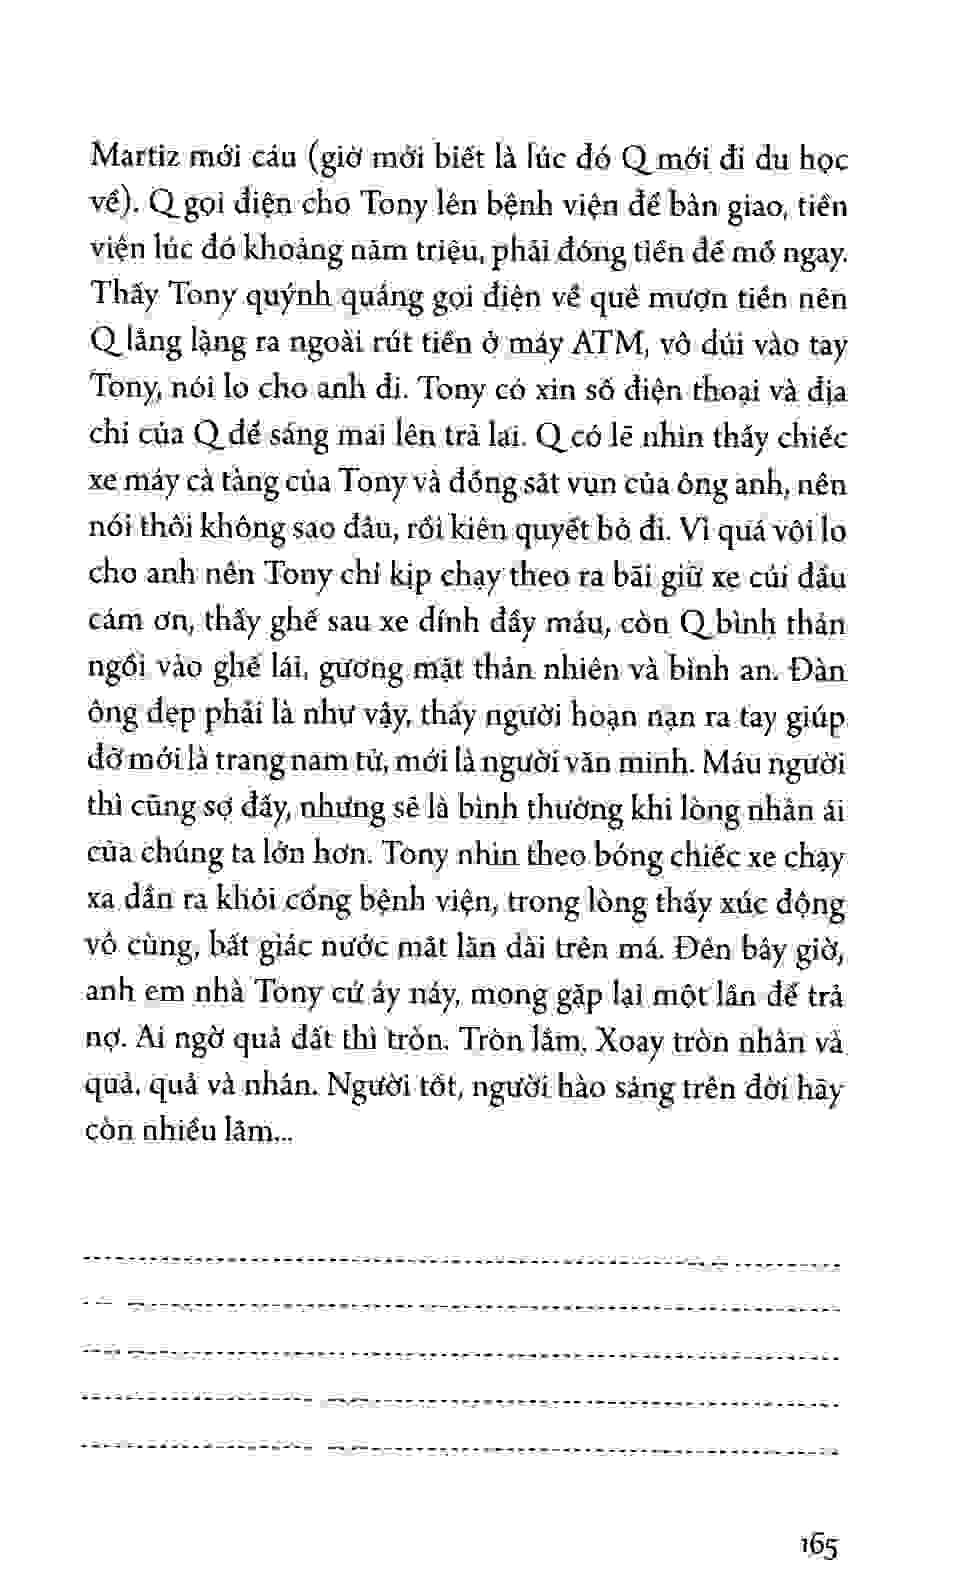 Martiz mới cáu (giờ mới biết là lúc đó Q mới đi du học
về). Q gọi điện cho Tony lên bệnh viện để bàn giao, tiền
viện lúc đó khoảng năm triệu, phải đóng tiền để mổ ngay.
Thấy Tony quýnh quáng gọi điện về quê mượn tiền nên
Q lẳng lặng ra ngoài rút tiền ở máy ATM, vô dúi vào tay
Tony, nói lo cho anh đi. Tony có xin số điện thoại và địa
chỉ của Q để sáng mai lên trả lại. Q có lẽ nhìn thấy chiếc
xe máy cà tàng của Tony và đống sắt vụn của ông anh, nên
nói thôi không sao đâu, rồi kiên quyết bỏ đi. Vì quá vội lo
cho anh nên Tony chỉ kịp chạy theo ra bãi giữ xe cúi đầu
cám ơn, thấy ghế sau xe dính đầy máu, còn Q bình thản
ngồi vào ghế lái, gương mặt thản nhiên và bình an. Đàn
ông đẹp phải là như vậy, thấy người hoạn nạn ra tay giúp
đỡ mới là trang nam tử, mới là người văn minh. Máu người
thì cũng sợ đấy, nhưng sẽ là bình thường khi lòng nhân ái
của chúng ta lớn hơn. Tony nhìn theo bóng chiếc xe chạy
xa dần ra khỏi cổng bệnh viện, trong lòng thấy xúc động
vô cùng, bất giác nước mắt lăn dài trên má. Đến bây giờ,
anh em nhà Tony cứ áy náy, mong gặp lại một lần để trả
nợ. Ai ngờ quả đất thì tròn. Tròn lắm. Xoay tròn nhân và
quả, quả và nhân. Người tốt, người hào sảng trên đời hãy
còn nhiều lắm...
165